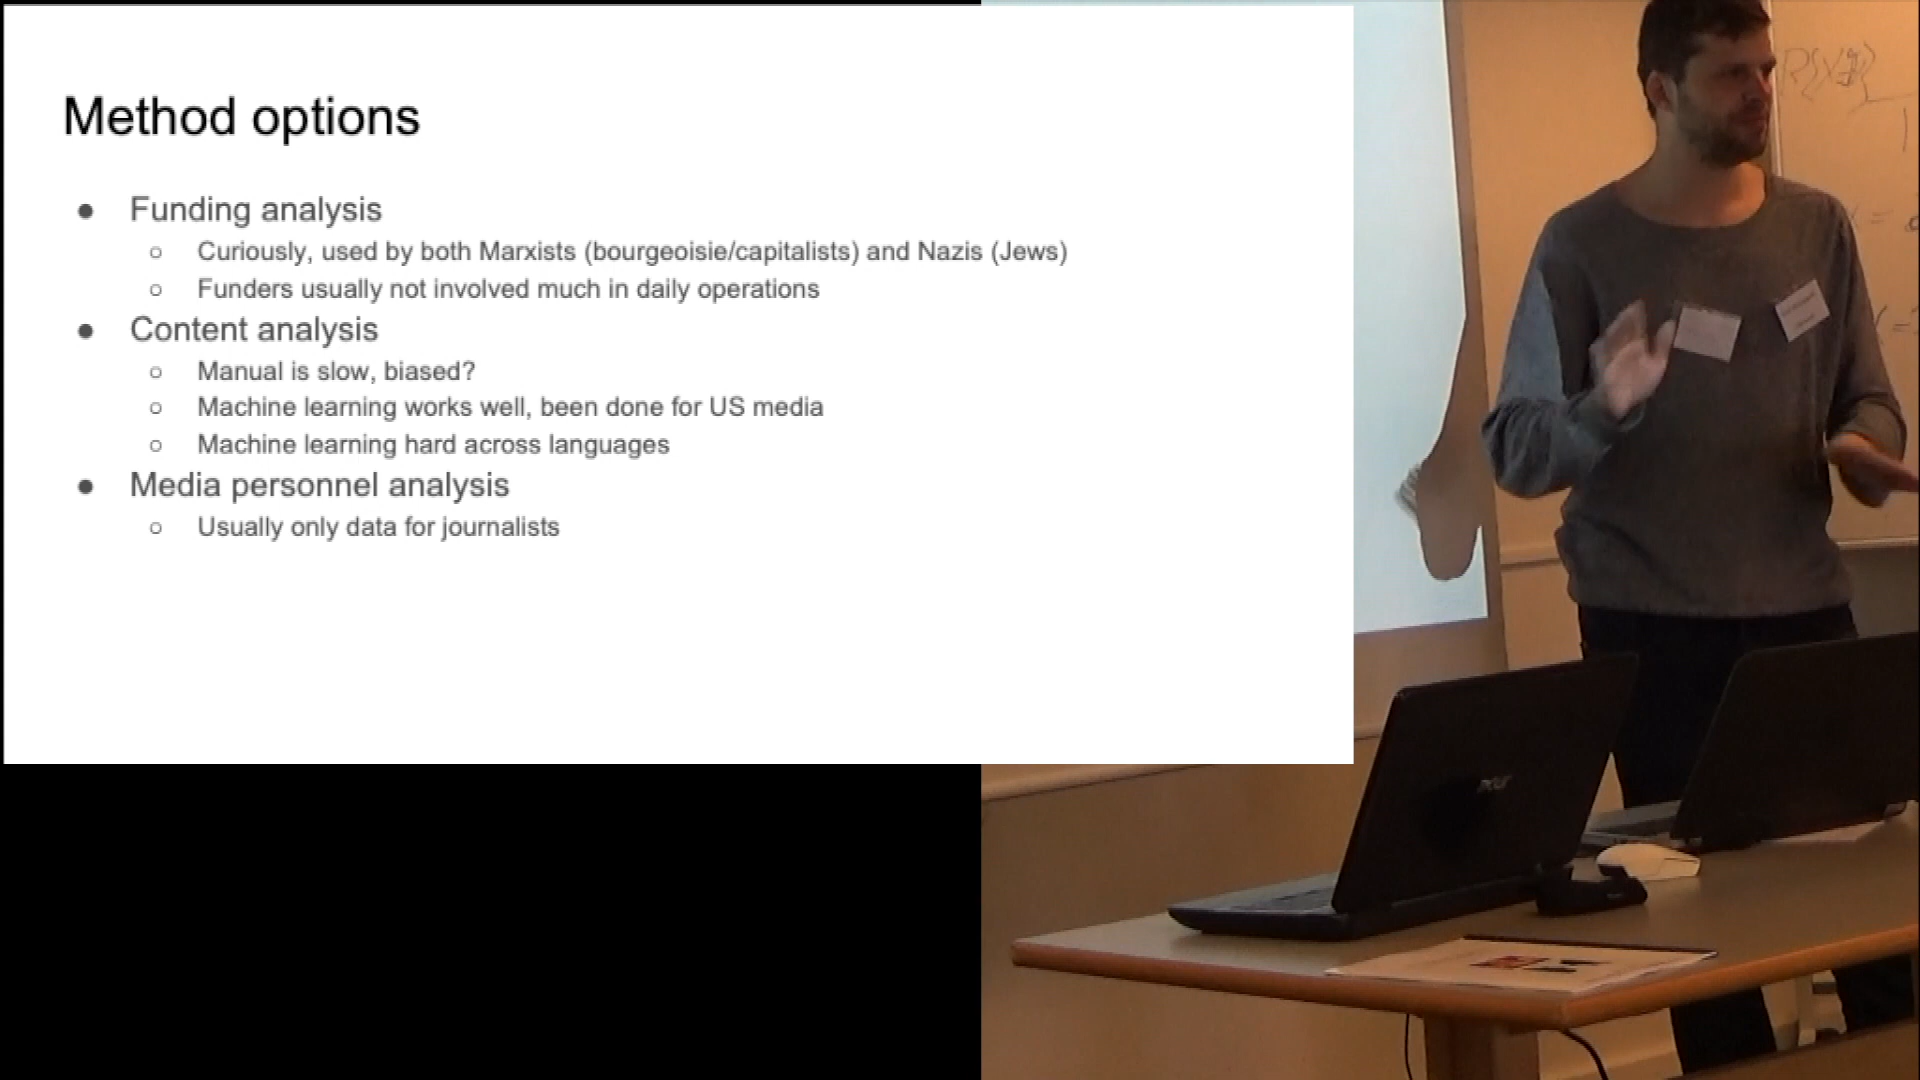 Method options
● Funding analysis
○ Curiously, used by both Marxists (bourgeoisie/capitalists) and Nazis (Jews)
○ Funders usually not involved much in daily operations
● Content analysis
○ Manual is slow, biased?
○ Machine learning works well, been done for US media
○ Machine learning hard across languages
● Media personnel analysis
○ Usually only data for journalists
acer